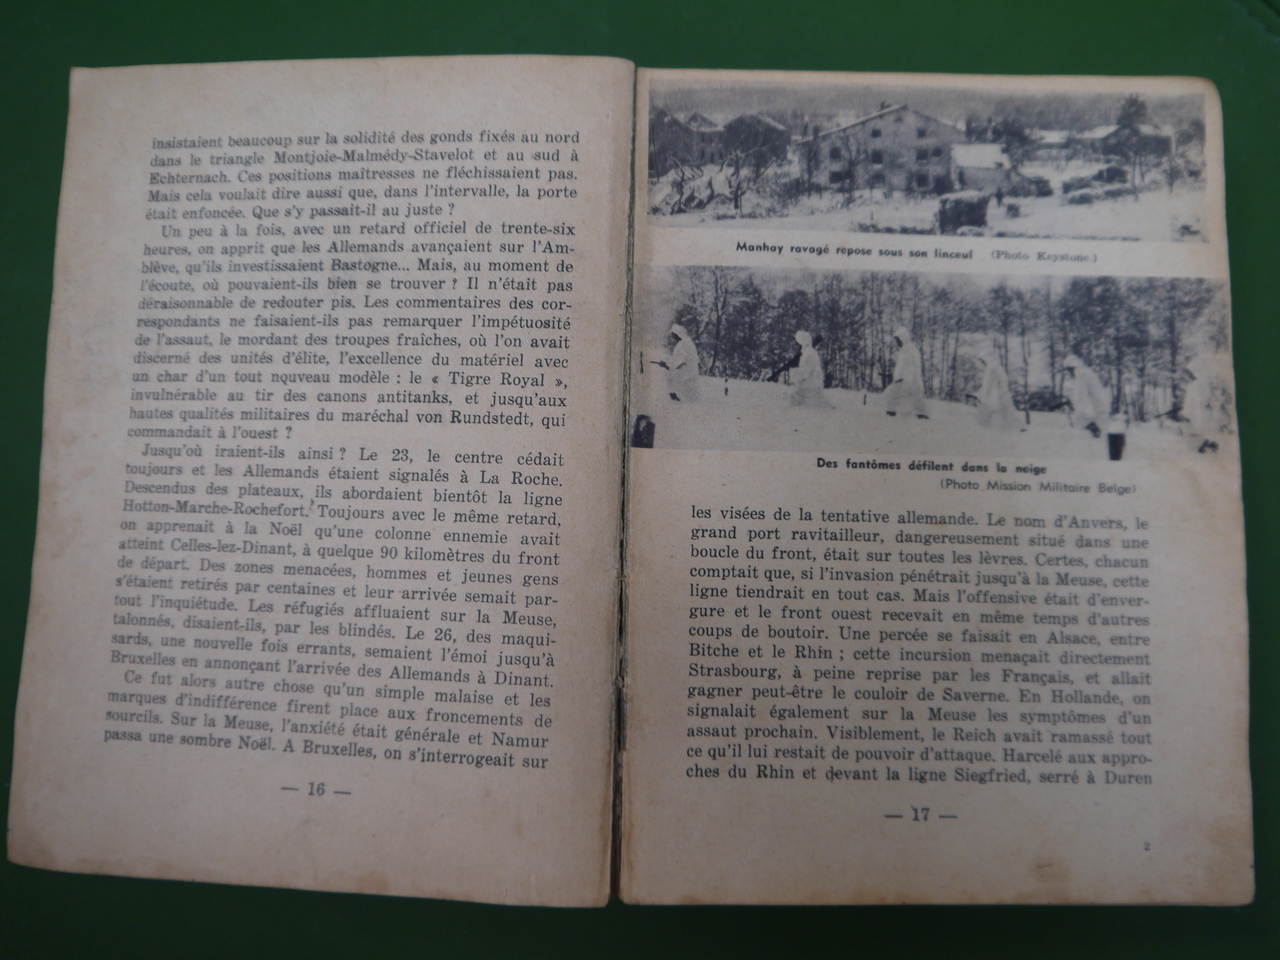 insistaient beaucoup sur la solidité des gonds fixés au nord
dans le triangle Montjoie-Malmédy-Stavelot et au sud à
Echternach. Ces positions maîtresses ne fléchissaient pas.
Mais cela voulait dire aussi que, dans l'intervalle, la porte
était enfoncée. Que s'y passait-il au juste ?
Un peu à la fois, avec un retard officiel de trente-six
heures, on apprit que les Allemands avançaient sur l'Am-
blève, qu'ils investissaient Bastogne... Mais, au moment de
l'écoute, où pouvaient-ils bien se trouver ? Il n'était pas
déraisonnable de redouter pis. Les commentaires des cor-
respondants ne faisaient-ils pas remarquer l'impétuosité
de l'assaut, le mordant des troupes fraîches, où l'on avait
discerné des unités d'élite, l'excellence du matériel avec
un char d'un tout nouveau modèle : le « Tigre Royal »,
invulnérable au tir des canons antitanks, et jusqu'aux
hautes qualités militaires du maréchal von Rundstedt, qui
commandait à l'ouest ?
Jusqu'où iraient-ils ainsi ? Le 23, le centre cédait
toujours et les Allemands étaient signalés à La Roche.
Descendus des plateaux, ils abordaient bientôt la ligne
Hotton-Marche-Rochefort. Toujours avec le même retard,
on apprenait à la Noël qu'une colonne ennemie avait
atteint Celles-lez-Dinant, à quelque 90 kilomètres du front
de départ. Des zones menacées, hommes et jeunes gens
s'étaient retirés par centaines et leur arrivée semait par-
tout l'inquiétude. Les réfugiés affluaient sur la Meuse,
talonnés, disaient-ils, par les blindés. Le 26, des maqui-
sards, une nouvelle fois errants, semaient l'émoi jusqu'à
Bruxelles en annonçant l'arrivée des Allemands à Dinant.
Ce fut alors autre chose qu'un simple malaise et les
marques d'indifférence firent place aux froncements de
sourcils. Sur la Meuse, l'anxiété était générale et Namur
passa une sombre Noël. A Bruxelles, on s'interrogeait sur
— 16 —
Manhay ravagé repose sous son linceul (Photo Keystone.)
Des fantômes défilent dans la neige
(Photo Mission Militaire Belge)
les visées de la tentative allemande. Le nom d'Anvers, le
grand port ravitailleur, dangereusement situé dans une
boucle du front, était sur toutes les lèvres. Certes, chacun
comptait que, si l'invasion pénétrait jusqu'à la Meuse, cette
ligne tiendrait en tout cas. Mais l'offensive était d'enver-
gure et le front ouest recevait en même temps d'autres
coups de boutoir. Une percée se faisait en Alsace, entre
Bitche et le Rhin ; cette incursion menaçait directement
Strasbourg, à peine reprise par les Français, et allait
gagner peut-être le couloir de Saverne. En Hollande, on
signalait également sur la Meuse les symptômes d'un
assaut prochain. Visiblement, le Reich avait ramassé tout
ce qu'il lui restait de pouvoir d'attaque. Harcelé aux appro-
ches du Rhin et devant la ligne Siegfried, serré à Duren
— 17 —
2